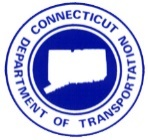 CONNECTICUT
DEPARTMENT OF TRANSPORTATION